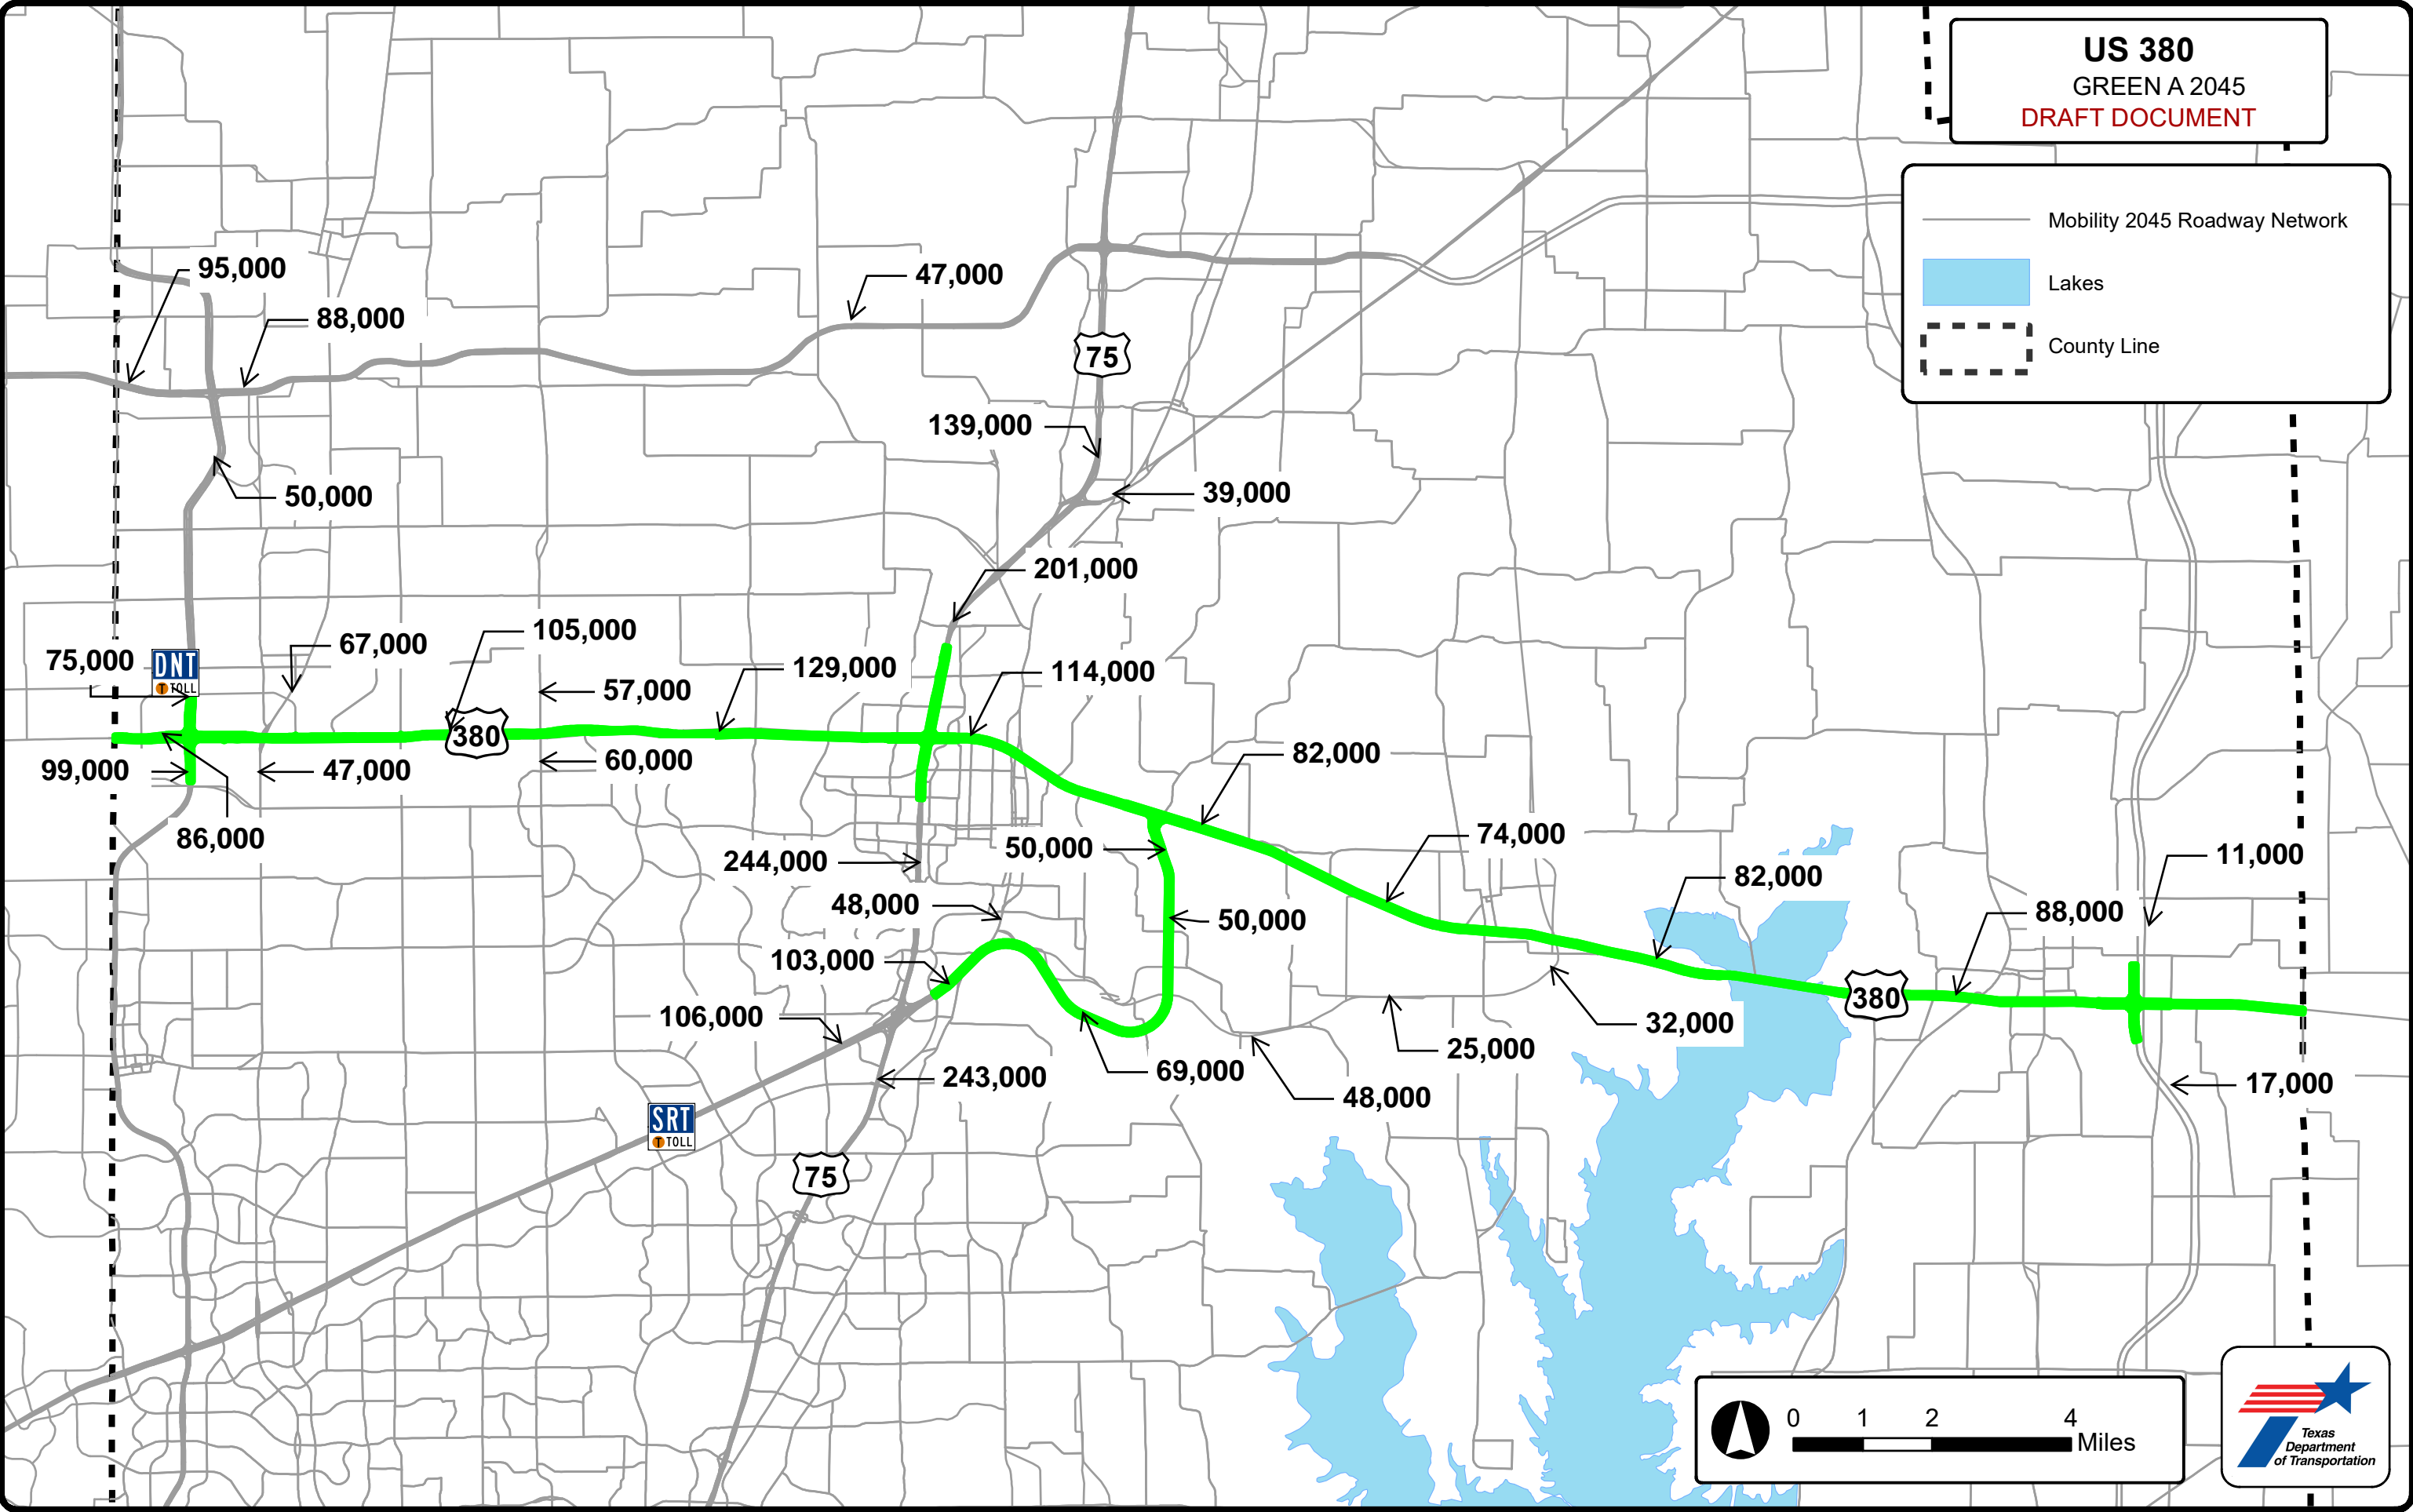 US 380
GREEN A 2045
DRAFT DOCUMENT
Mobility 2045 Roadway Network
Lakes
County Line
95,000
47,000
88,000
75
139,000
50,000
39,000
201,000
105,000
67,000
75,000
DNT
T TOLL
129,000
114,000
57,000
380
82,000
60,000
99,000
47,000
86,000
74,000
50,000
244,000
11,000
82,000
48,000
88,000
50,000
103,000
380
106,000
32,000
25,000
69,000
243,000
17,000
48,000
SRT
T TOLL
75
0 1 2 4
Miles
Texas
Department
of Transportation